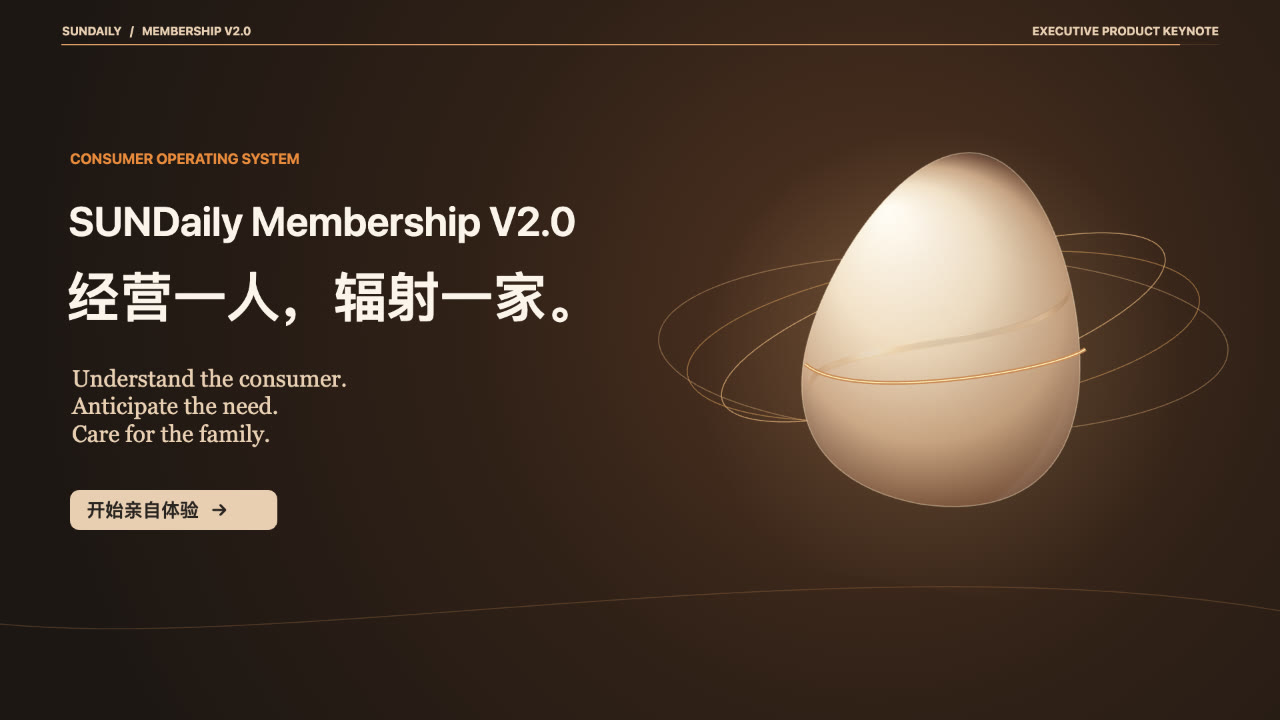 SUNDAILY / MEMBERSHIP V2.0
EXECUTIVE PRODUCT KEYNOTE
CONSUMER OPERATING SYSTEM
SUNDaily Membership V2.0
经营一人，辐射一家。
Understand the consumer.
Anticipate the need.
Care for the family.
开始亲自体验 →